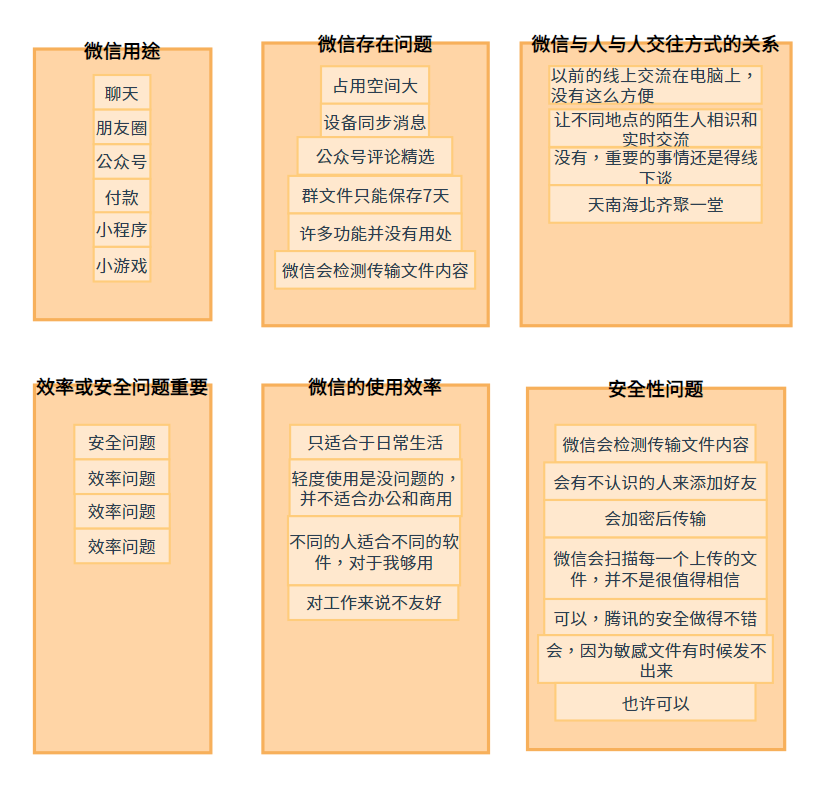 微信用途
聊天
朋友圈
公众号
付款
小程序
小游戏
微信存在问题
占用空间大
设备同步消息
公众号评论精选
群文件只能保存7天
许多功能并没有用处
微信会检测传输文件内容
微信与人与人交往方式的关系
以前的线上交流在电脑上，
没有这么方便
让不同地点的陌生人相识和
实时交流
没有，重要的事情还是得线
下谈
天南海北齐聚一堂
效率或安全问题重要
安全问题
效率问题
效率问题
效率问题
微信的使用效率
只适合于日常生活
轻度使用是没问题的，
并不适合办公和商用
不同的人适合不同的软
件，对于我够用
对工作来说不友好
安全性问题
微信会检测传输文件内容
会有不认识的人来添加好友
会加密后传输
微信会扫描每一个上传的文
件，并不是很值得相信
可以，腾讯的安全做得不错
会，因为敏感文件有时候发不
出来
也许可以